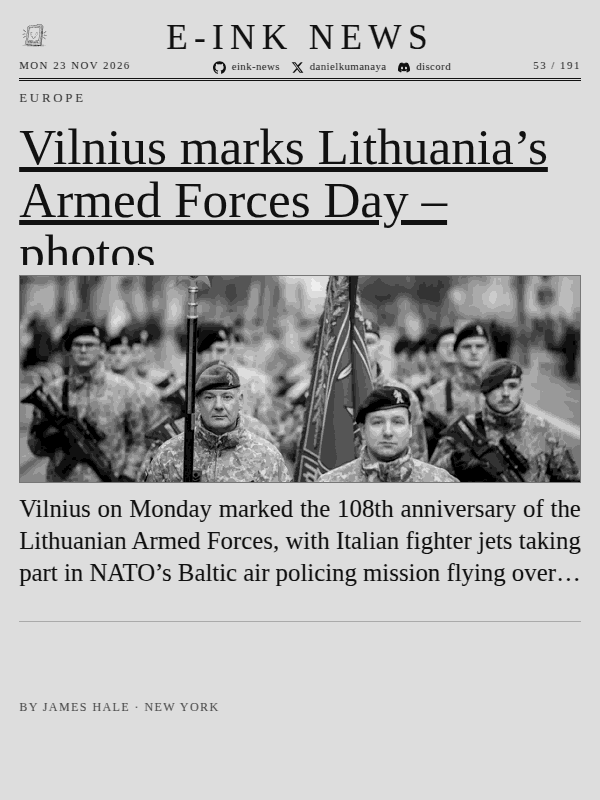 E-INK NEWS
MON 23 NOV 2026
eink-news danielkumanaya discord
53 / 191
EUROPE
Vilnius marks Lithuania’s
Armed Forces Day –
photos
Vilnius on Monday marked the 108th anniversary of the
Lithuanian Armed Forces, with Italian fighter jets taking
part in NATO’s Baltic air policing mission flying over…
BY JAMES HALE · NEW YORK